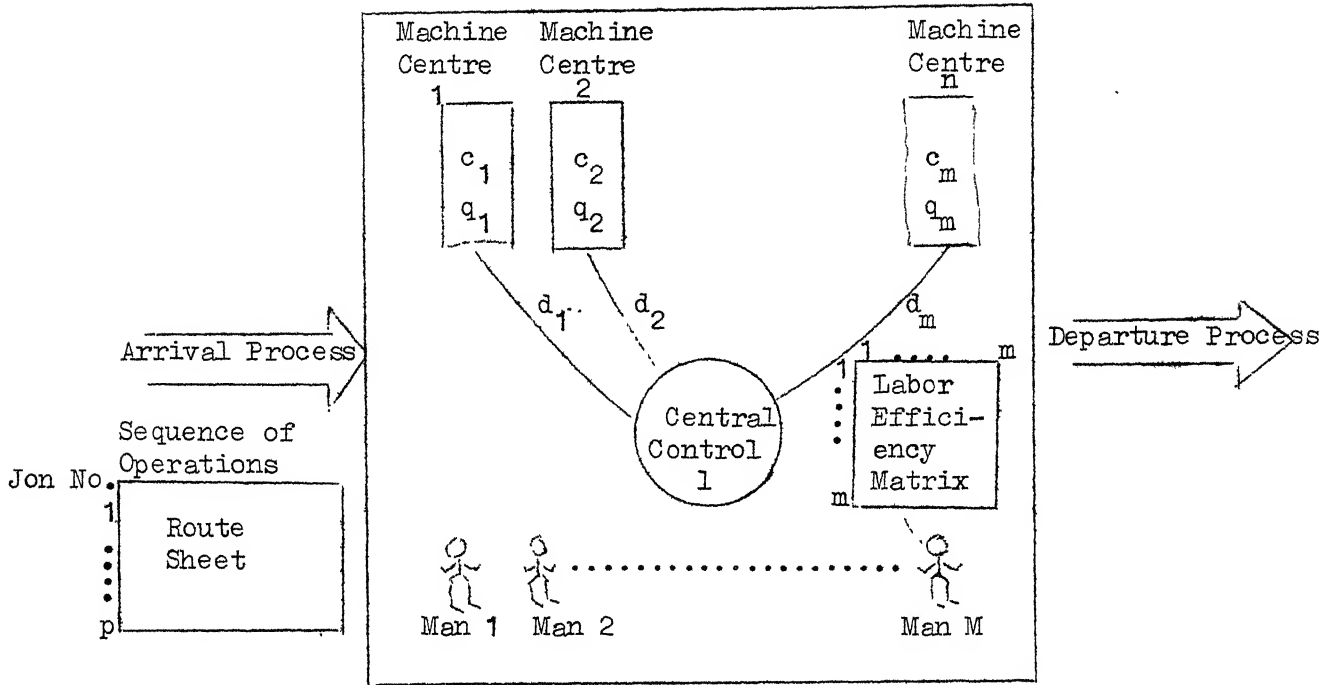 Machine Centre 1
Machine Centre 2
Machine Centre n
c1
q1
c2
q2
cm
qm
d1..
d2
dm
Arrival Process
Departure Process
Central
Control
1
1 .... m
1
m
Labor
Effici-
ency
Matrix
Sequence of
Operations
Jon No.
1
p
Route
Sheet
Man 1
Man 2
Man M